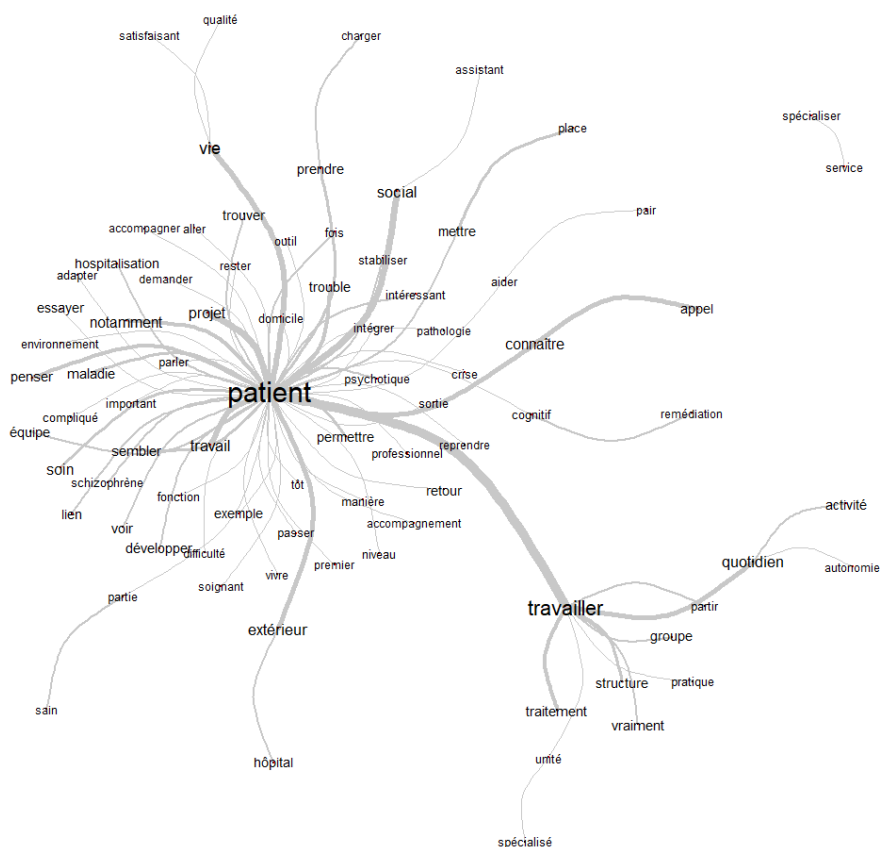 qualité
satisfaisant
charger
assistant
spécialiser
place
vie
prendre
service
social
trouver
pair
accompagner aller
outil
fois
mettre
hospitalisation
rester
stabiliser
adapter
demander
trouble
aider
intéressant
essayer
projet
domicile
appel
notamment
intégrer
pathologie
environnement
connaître
parler
penser
maladie
psychotique
crise
patient
important
sortie
compliqué
cognitif
remédiation
équipe
permettre
sembler
travail
reprendre
professionnel
soin
schizophrène
tôt
retour
fonction
manière
activité
lien
exemple
voir
accompagnement
passer
développer
difficulté
niveau
quotidien
premier
autonomie
vivre
soignant
partie
travailler
partir
extérieur
groupe
structure
pratique
sain
traitement
vraiment
hôpital
unité
spécialisé